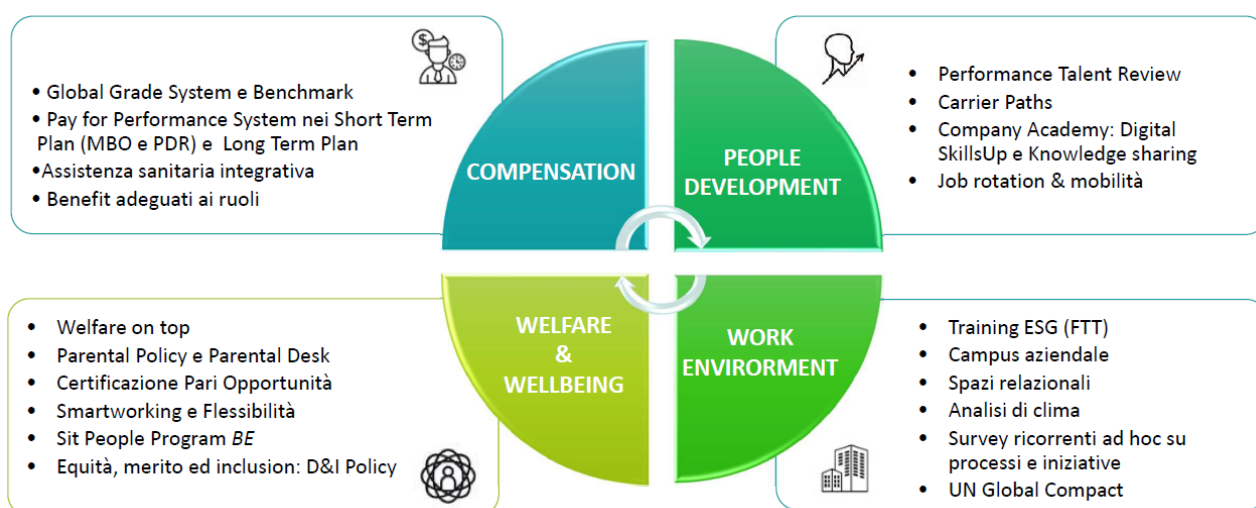 • Global Grade System e Benchmark
• Pay for Performance System nei Short Term
Plan (MBO e PDR) e Long Term Plan
•Assistenza sanitaria integrativa
• Benefit adeguati ai ruoli
COMPENSATION
PEOPLE
DEVELOPMENT
• Performance Talent Review
• Carrier Paths
• Company Academy: Digital
SkillsUp e Knowledge sharing
• Job rotation & mobilità
• Welfare on top
• Parental Policy e Parental Desk
• Certificazione Pari Opportunità
• Smartworking e Flessibilità
• Sit People Program BE
• Equità, merito ed inclusion: D&I Policy
WELFARE
&
WELLBEING
WORK
ENVIRORMENT
• Training ESG (FTT)
• Campus aziendale
• Spazi relazionali
• Analisi di clima
• Survey ricorrenti ad hoc su
processi e iniziative
• UN Global Compact